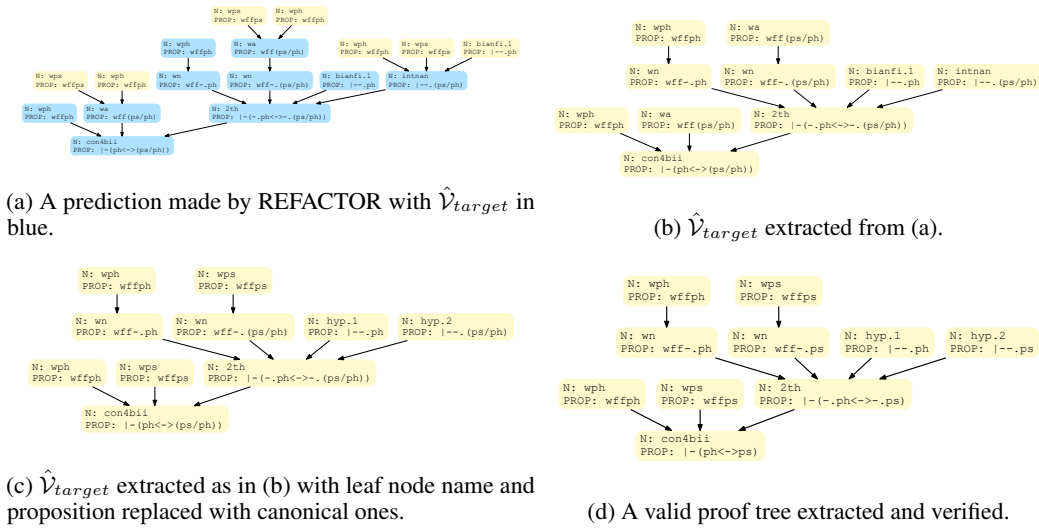 N: wps
PROP: wffps
N: wph
PROP: wffph
N: wph
PROP: wffph
N: wa
PROP: wff(ps/ph)
N: wph
PROP: wffph
N: wps
PROP: wffps
N: bianfi.1
PROP: |--.ph
N: wps
PROP: wffps
N: wph
PROP: wffph
N: wn
PROP: wff-.ph
N: wn
PROP: wff-.(ps/ph)
N: bianfi.1
PROP: |--.ph
N: intnan
PROP: |--.(ps/ph)
N: wph
PROP: wffph
N: wa
PROP: wff(ps/ph)
N: 2th
PROP: |-(-.ph<->-.(ps/ph))
N: con4bii
PROP: |-(ph<->(ps/ph))
(a) A prediction made by REFACTOR with V̂target in
blue.
N: wph
PROP: wffph
N: wa
PROP: wff(ps/ph)
N: wn
PROP: wff-.ph
N: wn
PROP: wff-.(ps/ph)
N: bianfi.1
PROP: |--.ph
N: intnan
PROP: |--.(ps/ph)
N: wph
PROP: wffph
N: wa
PROP: wff(ps/ph)
N: 2th
PROP: |-(-.ph<->-.(ps/ph))
N: con4bii
PROP: |-(ph<->(ps/ph))
(b) V̂target extracted from (a).
N: wph
PROP: wffph
N: wps
PROP: wffps
N: wn
PROP: wff-.ph
N: wn
PROP: wff-.(ps/ph)
N: hyp.1
PROP: |--.ph
N: hyp.2
PROP: |--.(ps/ph)
N: wph
PROP: wffph
N: wps
PROP: wffps
N: 2th
PROP: |-(-.ph<->-.(ps/ph))
N: con4bii
PROP: |-(ph<->(ps/ph))
(c) V̂target extracted as in (b) with leaf node name and
proposition replaced with canonical ones.
N: wph
PROP: wffph
N: wps
PROP: wffps
N: wn
PROP: wff-.ph
N: wn
PROP: wff-.ps
N: hyp.1
PROP: |--.ph
N: hyp.2
PROP: |--.ps
N: wph
PROP: wffph
N: wps
PROP: wffps
N: 2th
PROP: |-(-.ph<->-.ps)
N: con4bii
PROP: |-(ph<->ps)
(d) A valid proof tree extracted and verified.